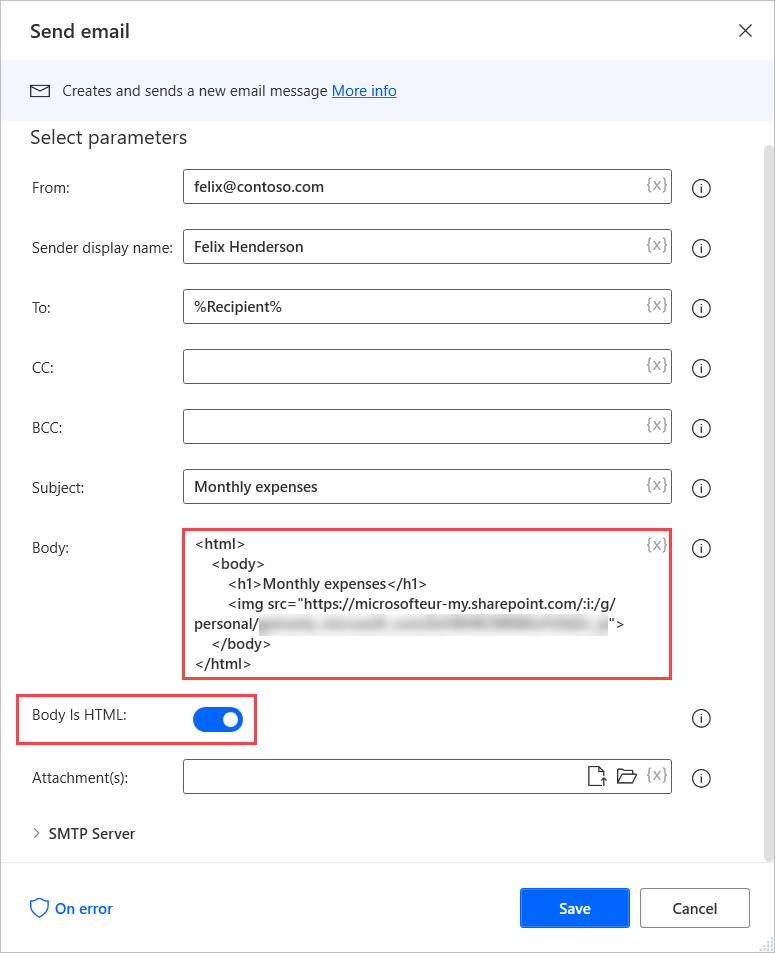 Send email
Creates and sends a new email message More info
Select parameters
From: felix@contoso.com {x}
Sender display name: Felix Henderson {x}
To: %Recipient% {x}
CC: {x}
BCC: {x}
Subject: Monthly expenses {x}
Body: <html> {x}
<body>
<h1>Monthly expenses</h1>
<img src="https://microsofteur-my.sharepoint.com/:i:/g/
personal/ ">
</body>
</html>
Body Is HTML:
Attachment(s): {x}
SMTP Server
On error Save Cancel